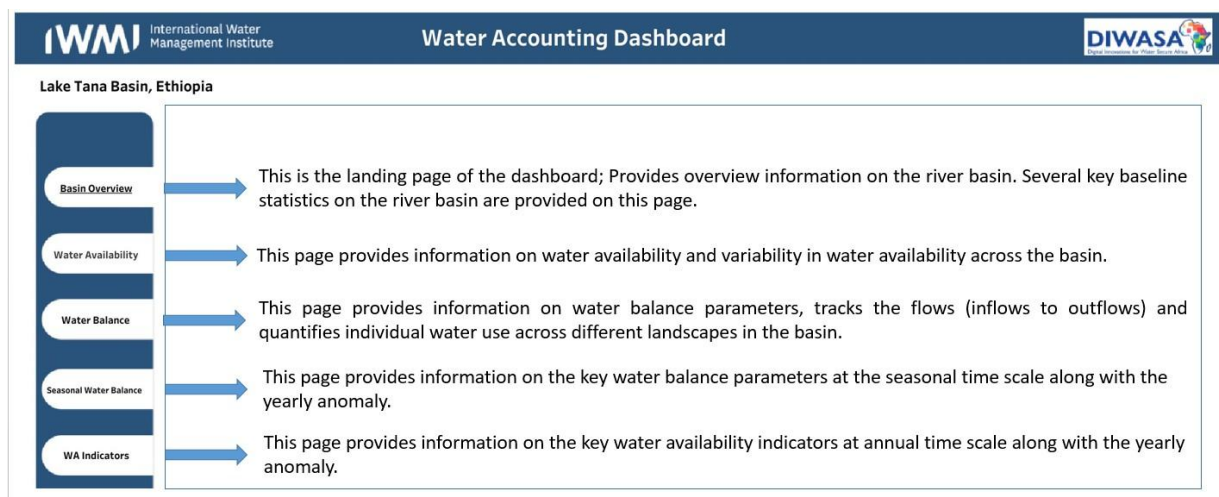 IWMI
International Water
Management Institute
Water Accounting Dashboard
DIWASA
Digital Innovations for Water Secure Africa
Lake Tana Basin, Ethiopia
Basin Overview
This is the landing page of the dashboard; Provides overview information on the river basin. Several key baseline
statistics on the river basin are provided on this page.
Water Availability
This page provides information on water availability and variability in water availability across the basin.
Water Balance
This page provides information on water balance parameters, tracks the flows (inflows to outflows) and
quantifies individual water use across different landscapes in the basin.
Seasonal Water Balance
This page provides information on the key water balance parameters at the seasonal time scale along with the
yearly anomaly.
WA Indicators
This page provides information on the key water availability indicators at annual time scale along with the yearly
anomaly.